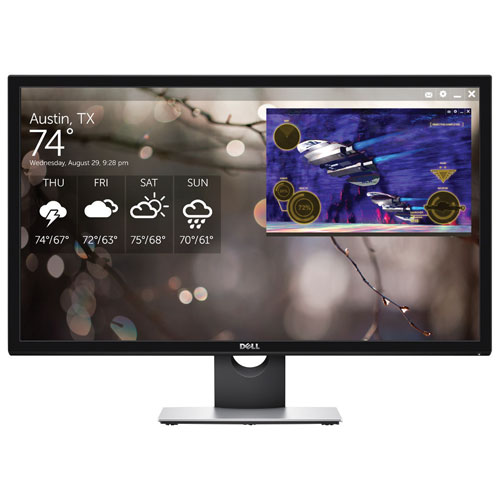 Austin, TX
74°
Wednesday, August 29, 9:28 pm
THU FRI SAT SUN
74°/67° 72°/63° 75°/68° 70°/61°
72%
DELL